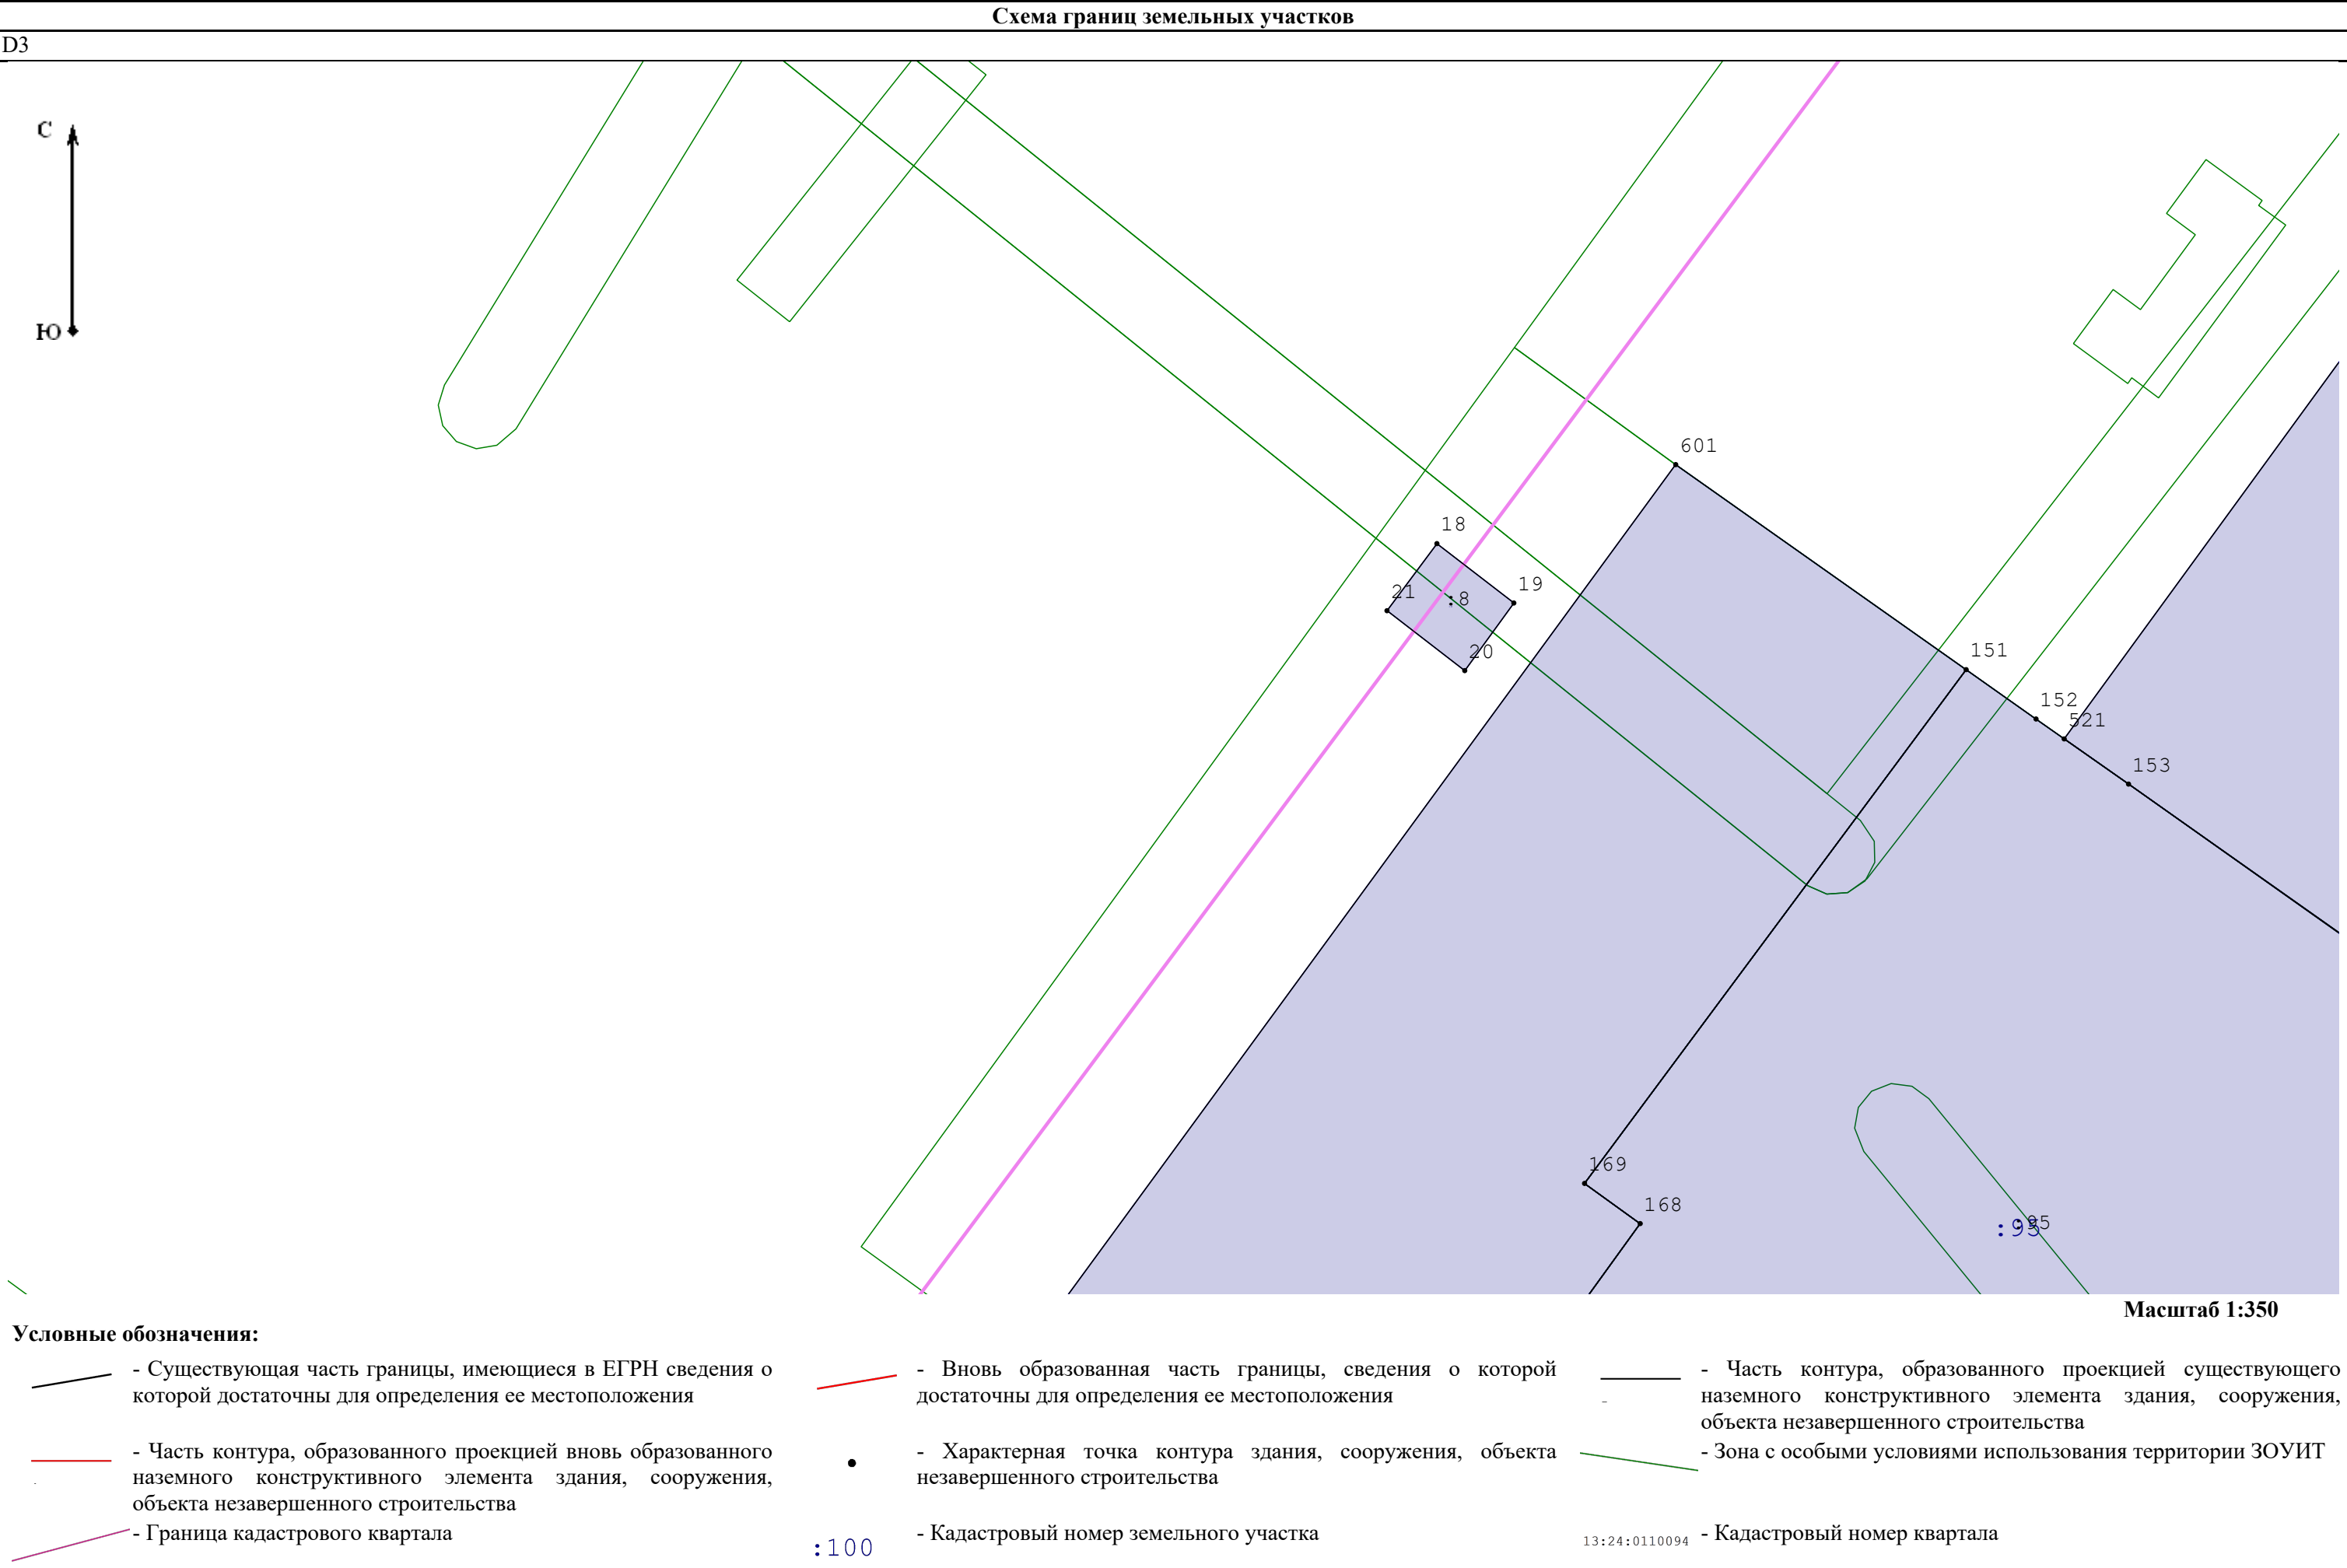 Схема границ земельных участков
D3
С
Ю
601
18
19
21
:8
20
151
152
521
153
169
168
:95
Масштаб 1:350
Условные обозначения:
- Существующая часть границы, имеющиеся в ЕГРН сведения о
которой достаточны для определения ее местоположения
- Вновь образованная часть границы, сведения о которой
достаточны для определения ее местоположения
- Часть контура, образованного проекцией существующего
наземного конструктивного элемента здания, сооружения,
объекта незавершенного строительства
- Часть контура, образованного проекцией вновь образованного
наземного конструктивного элемента здания, сооружения,
объекта незавершенного строительства
- Характерная точка контура здания, сооружения, объекта
незавершенного строительства
- Зона с особыми условиями использования территории ЗОУИТ
- Граница кадастрового квартала
:100
- Кадастровый номер земельного участка
13:24:0110094
- Кадастровый номер квартала